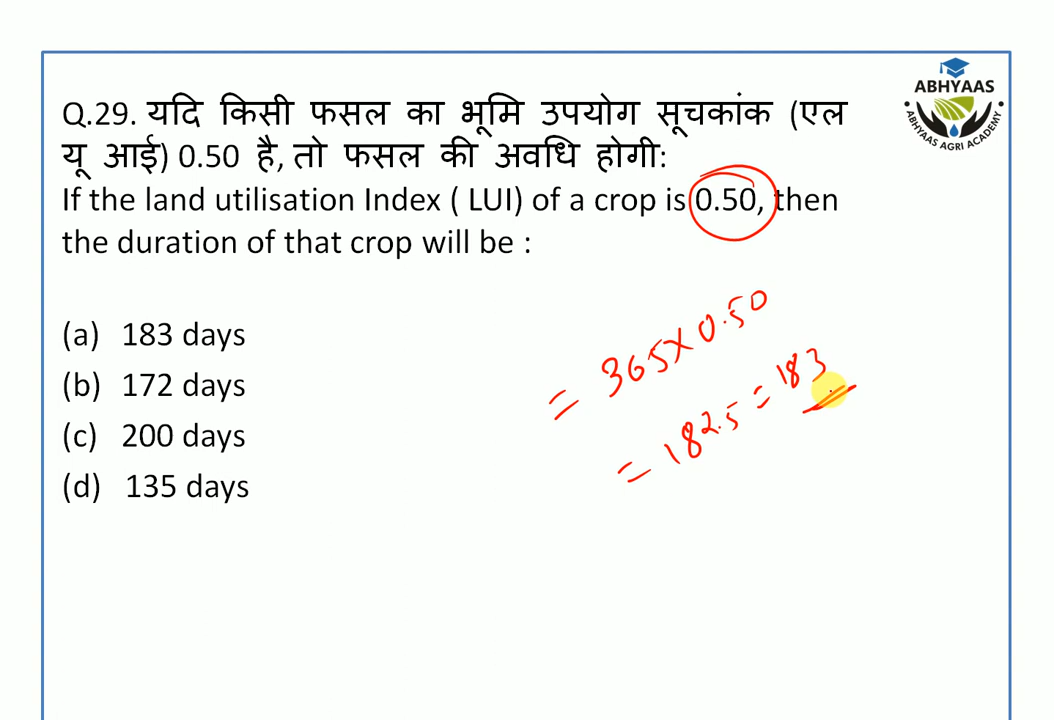 ABHYAAS
ABHYAAS AGRI ACADEMY
Q.29. यदि किसी फसल का भूमि उपयोग सूचकांक (एल
यू आई) 0.50 है, तो फसल की अवधि होगी:
If the land utilisation Index ( LUI) of a crop is 0.50, then
the duration of that crop will be :
(a) 183 days
(b) 172 days
(c) 200 days
(d) 135 days
= 365 X 0.50
= 182.5 = 183